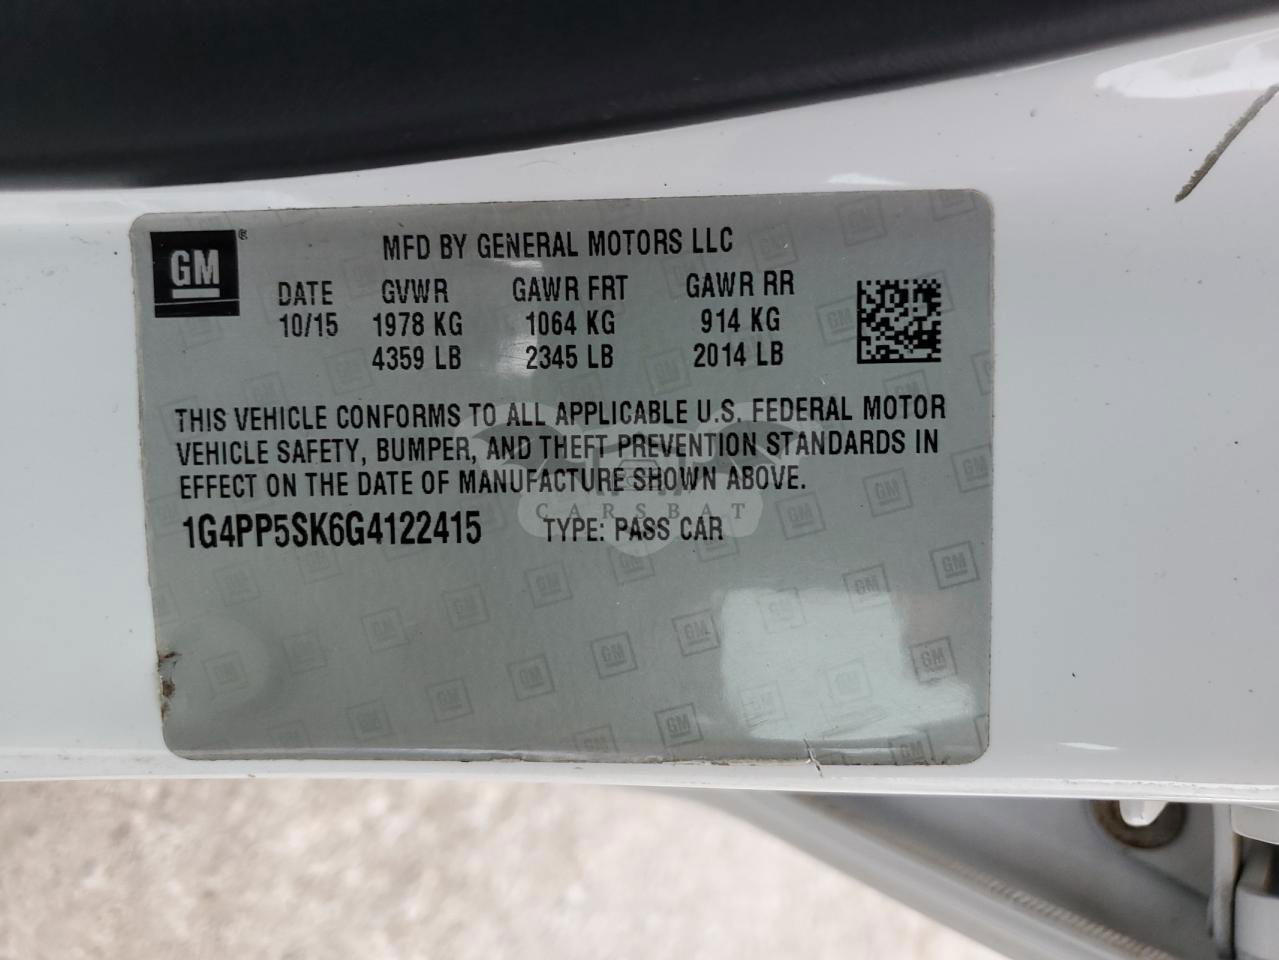 GM ®
MFD BY GENERAL MOTORS LLC
DATE GVWR GAWR FRT GAWR RR
10/15 1978 KG 1064 KG 914 KG
4359 LB 2345 LB 2014 LB
THIS VEHICLE CONFORMS TO ALL APPLICABLE U.S. FEDERAL MOTOR
VEHICLE SAFETY, BUMPER, AND THEFT PREVENTION STANDARDS IN
EFFECT ON THE DATE OF MANUFACTURE SHOWN ABOVE.
CARSBAT
1G4PP5SK6G4122415 TYPE: PASS CAR